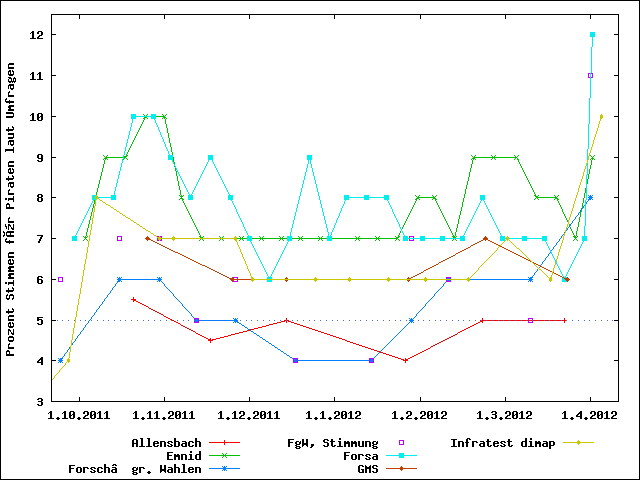 Prozent Stimmen fÃŒr Piraten laut Umfragen
12
11
10
9
8
7
6
5
4
3
1.10.2011 1.11.2011 1.12.2011 1.1.2012 1.2.2012 1.3.2012 1.4.2012
Allensbach FgW, Stimmung Infratest dimap
Emnid Forsa
Forschâ gr. Wahlen GMS